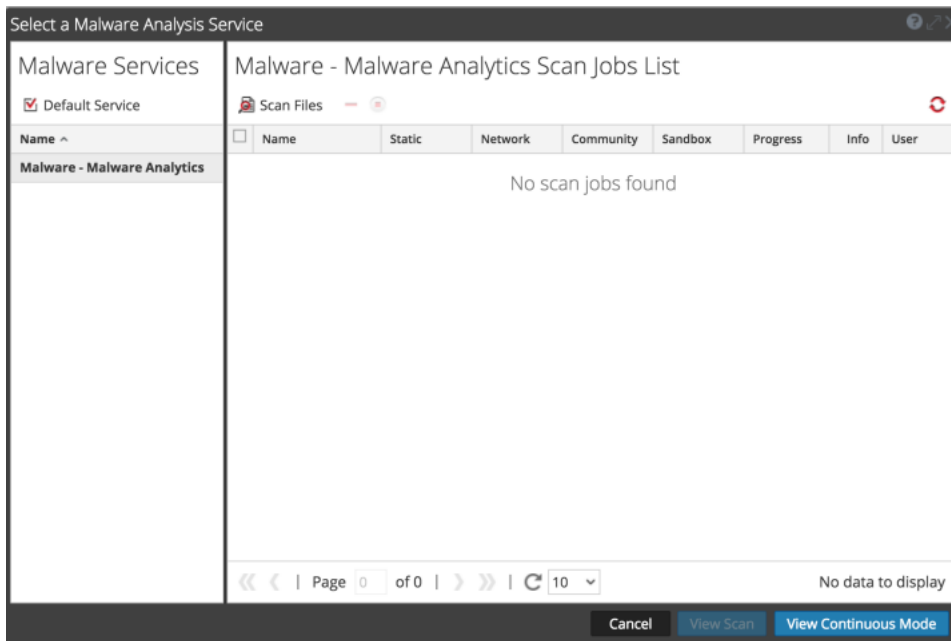 Select a Malware Analysis Service
Malware Services
Default Service
Name
Malware - Malware Analytics
Malware - Malware Analytics Scan Jobs List
Scan Files
Name Static Network Community Sandbox Progress Info User
No scan jobs found
Page 0 of 0 | 10 No data to display
Cancel View Scan View Continuous Mode